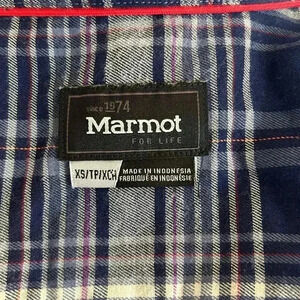 SINCE 1974
Marmot
FOR LIFE
XS/TP/XCH
MADE IN INDONESIA
FABRIQUÉ EN INDONÉSIE